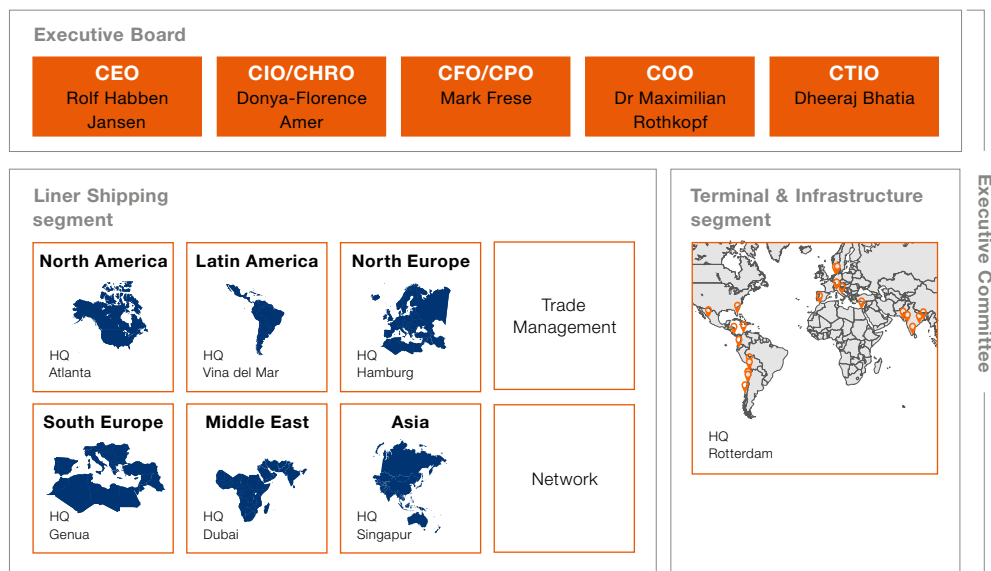 Executive Board
CEO
Rolf Habben
Jansen
CIO/CHRO
Donya-Florence
Amer
CFO/CPO
Mark Frese
COO
Dr Maximilian
Rothkopf
CTIO
Dheeraj Bhatia
Liner Shipping
segment
North America
HQ
Atlanta
Latin America
HQ
Vina del Mar
North Europe
HQ
Hamburg
Trade
Management
South Europe
HQ
Genua
Middle East
HQ
Dubai
Asia
HQ
Singapur
Network
Terminal & Infrastructure
segment
HQ
Rotterdam
Executive Committee